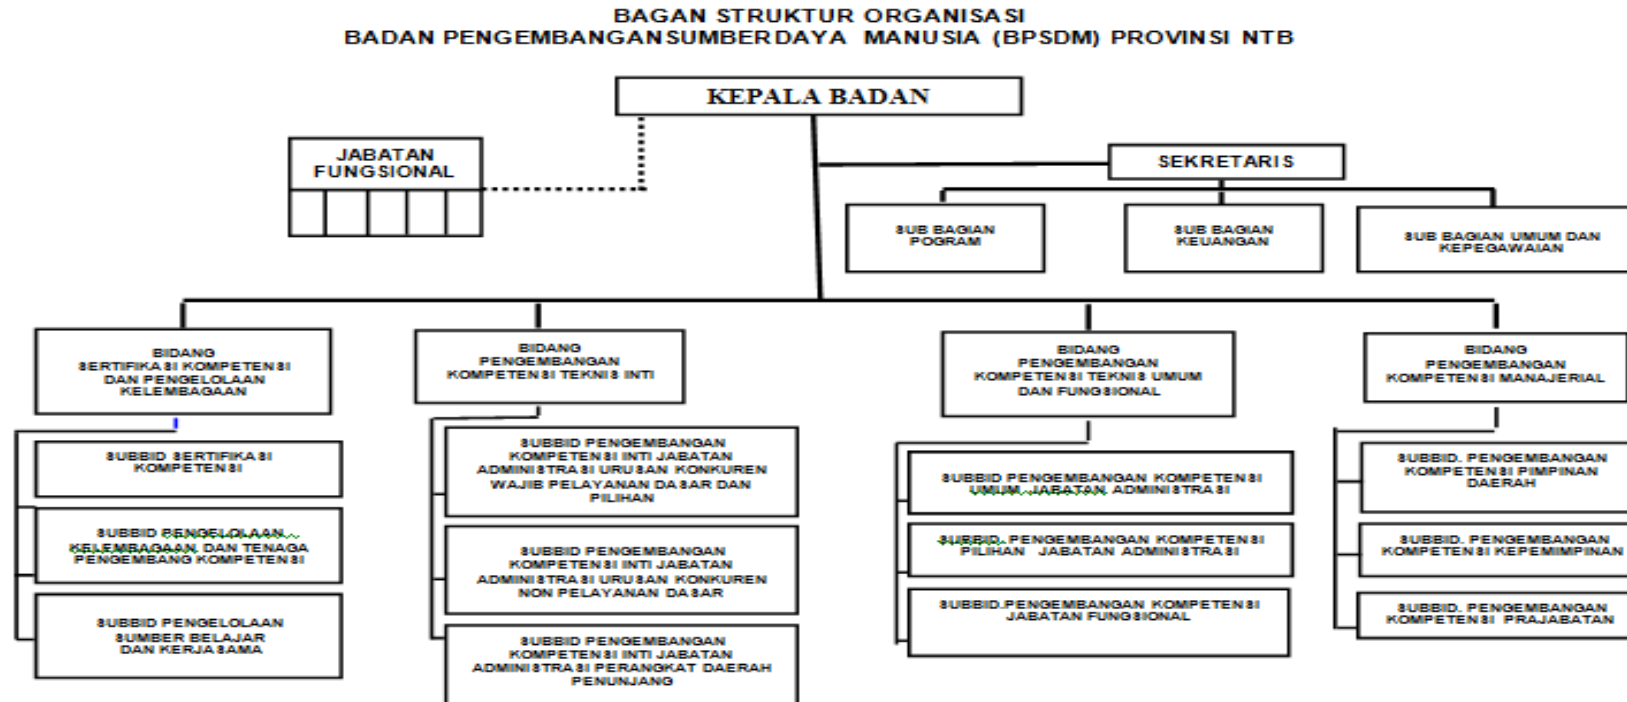 BAGAN STRUKTUR ORGANISASI
BADAN PENGEMBANGANSUMBERDAYA MANUSIA (BPSDM) PROVINSI NTB
KEPALA BADAN
JABATAN
FUNGSIONAL
SEKRETARIS
SUB BAGIAN
POGRAM
SUB BAGIAN
KEUANGAN
SUB BAGIAN UMUM DAN
KEPEGAWAIAN
BIDANG
SERTIFIKASI KOMPETENSI
DAN PENGELOLAAN
KELEMBAGAAN
SUBBID SERTIFIKASI
KOMPETENSI
SUBBID PENGELOLAAN
KELEMBAGAAN DAN TENAGA
PENGEMBANG KOMPETENSI
SUBBID PENGELOLAAN
SUMBER BELAJAR
DAN KERJASAMA
BIDANG
PENGEMBANGAN
KOMPETENSI TEKNIS INTI
SUBBID PENGEMBANGAN
KOMPETENSI INTI JABATAN
ADMINISTRASI URUSAN KONKUREN
WAJIB PELAYANAN DASAR DAN
PILIHAN
SUBBID PENGEMBANGAN
KOMPETENSI INTI JABATAN
ADMINISTRASI URUSAN KONKUREN
NON PELAYANAN DASAR
SUBBID PENGEMBANGAN
KOMPETENSI INTI JABATAN
ADMINISTRASI PERANGKAT DAERAH
PENUNJANG
BIDANG
PENGEMBANGAN
KOMPETENSI TEKNIS UMUM
DAN FUNGSIONAL
SUBBID PENGEMBANGAN KOMPETENSI
UMUM JABATAN ADMINISTRASI
SUBBID. PENGEMBANGAN KOMPETENSI
PILIHAN JABATAN ADMINISTRASI
SUBBID.PENGEMBANGAN KOMPETENSI
JABATAN FUNGSIONAL
BIDANG
PENGEMBANGAN
KOMPETENSI MANAJERIAL
SUBBID. PENGEMBANGAN
KOMPETENSI PIMPINAN
DAERAH
SUBBID. PENGEMBANGAN
KOMPETENSI KEPEMIMPINAN
SUBBID. PENGEMBANGAN
KOMPETENSI PRAJABATAN